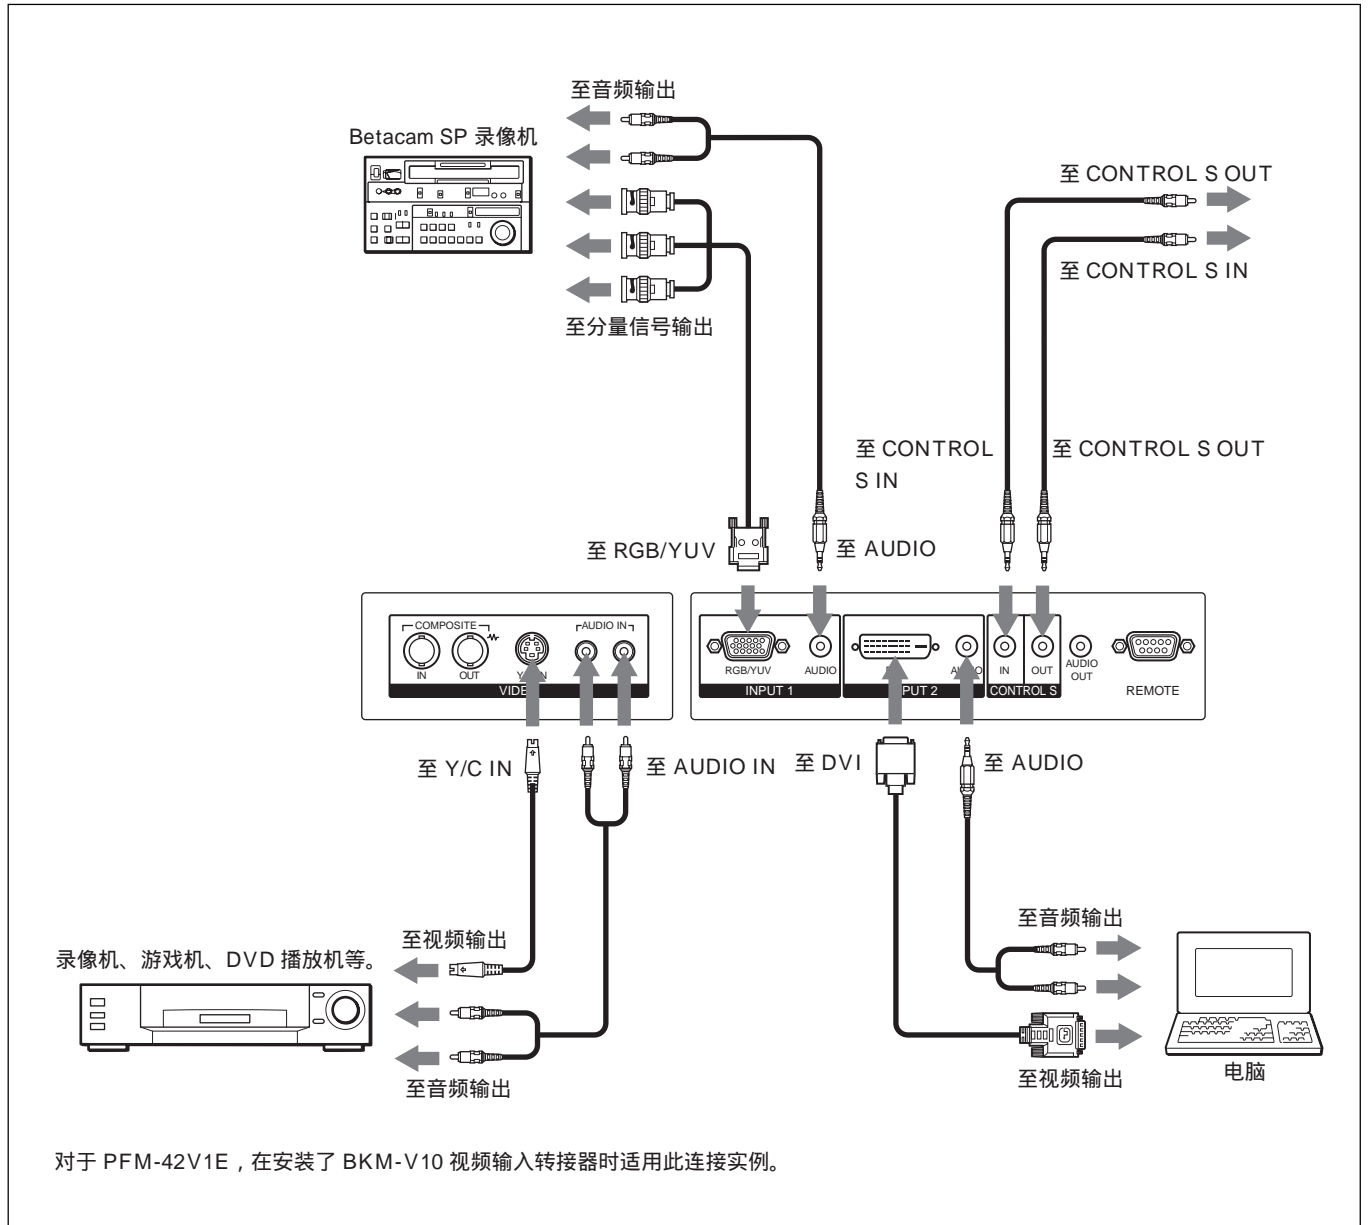 至音频输出
Betacam SP 录像机
至 CONTROL S OUT
至 CONTROL S IN
至分量信号输出
至 CONTROL
S IN
至 CONTROL S OUT
至 RGB/YUV
至 AUDIO
COMPOSITE
AUDIO IN
IN
OUT
RGB/YUV
AUDIO
IN
OUT
AUDIO
OUT
INPUT 1
CONTROL S
REMOTE
至 Y/C IN
至 AUDIO IN
至 DVI
至 AUDIO
至视频输出
至音频输出
录像机、游戏机、DVD 播放机等。
至音频输出
至视频输出
电脑
对于 PFM-42V1E，在安装了 BKM-V10 视频输入转接器时适用此连接实例。